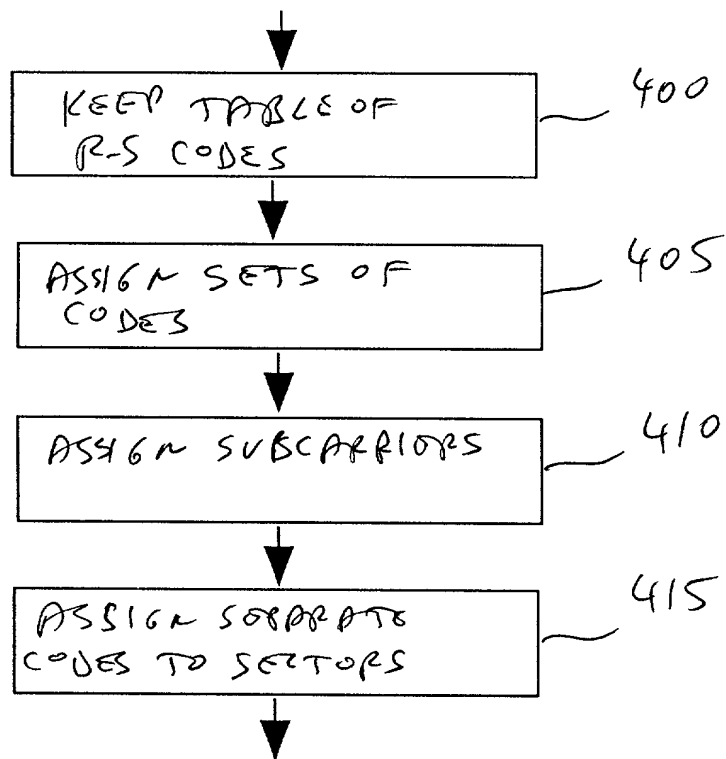 KEEP TABLE OF
R-S CODES
400
ASSIGN SETS OF
CODES
405
ASSIGN SUBCARRIORS
410
ASSIGN SEPARATE
CODES TO SECTORS
415